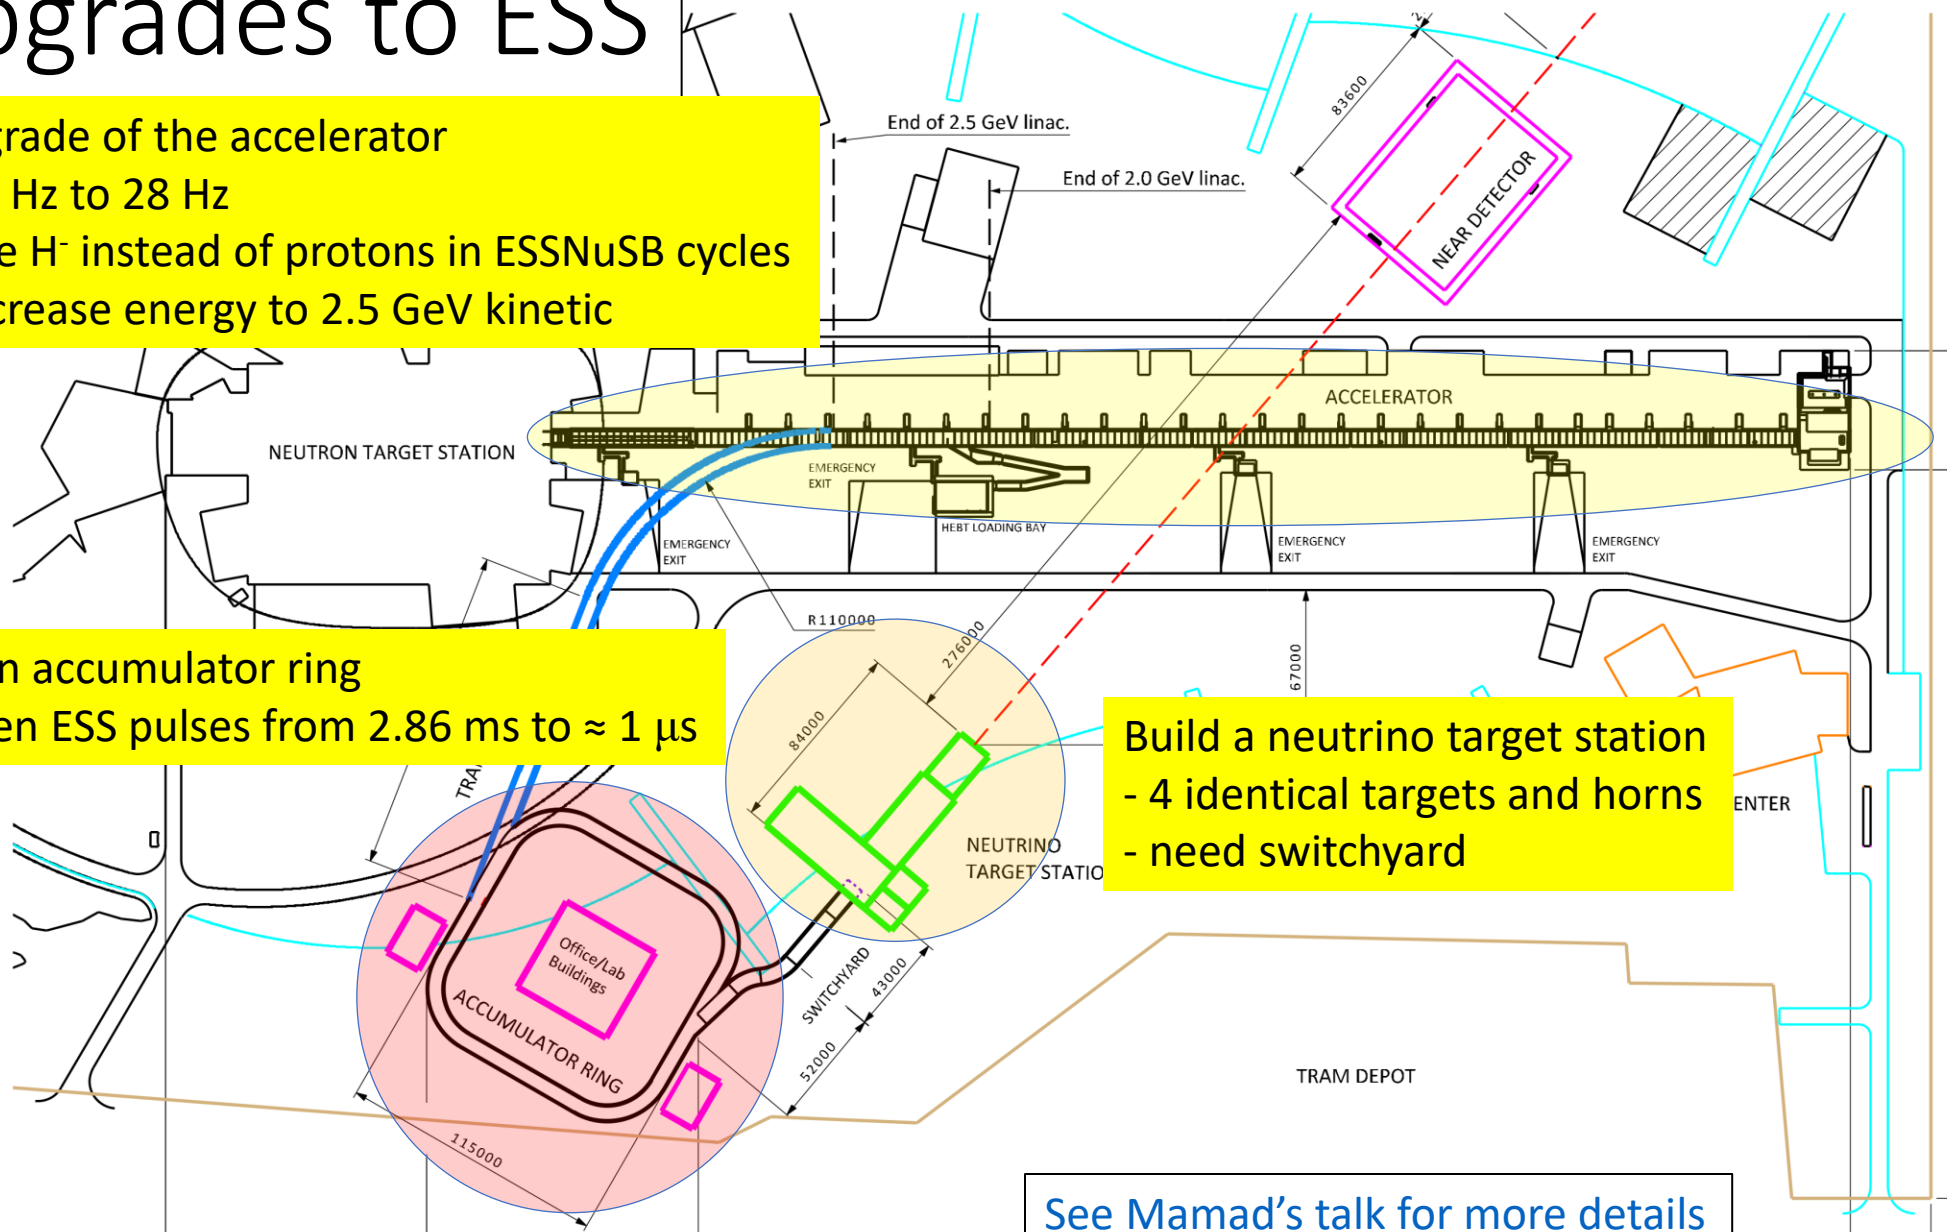 ogrades to ESS
grade of the accelerator
Hz to 28 Hz
e H⁻ instead of protons in ESSNuSB cycles
crease energy to 2.5 GeV kinetic
End of 2.5 GeV linac.
End of 2.0 GeV linac.
83600
NEAR DETECTOR
ACCELERATOR
NEUTRON TARGET STATION
EMERGENCY
EXIT
HEBT LOADING BAY
EMERGENCY
EXIT
EMERGENCY
EXIT
EMERGENCY
EXIT
R110000
276000
67000
n accumulator ring
en ESS pulses from 2.86 ms to ≈ 1 μs
84000
TRA
Build a neutrino target station
- 4 identical targets and horns
- need switchyard
ENTER
NEUTRINO
TARGET STATIO
Office/Lab
Buildings
ACCUMULATOR RING
SWITCHYARD
43000
52000
115000
TRAM DEPOT
See Mamad's talk for more details